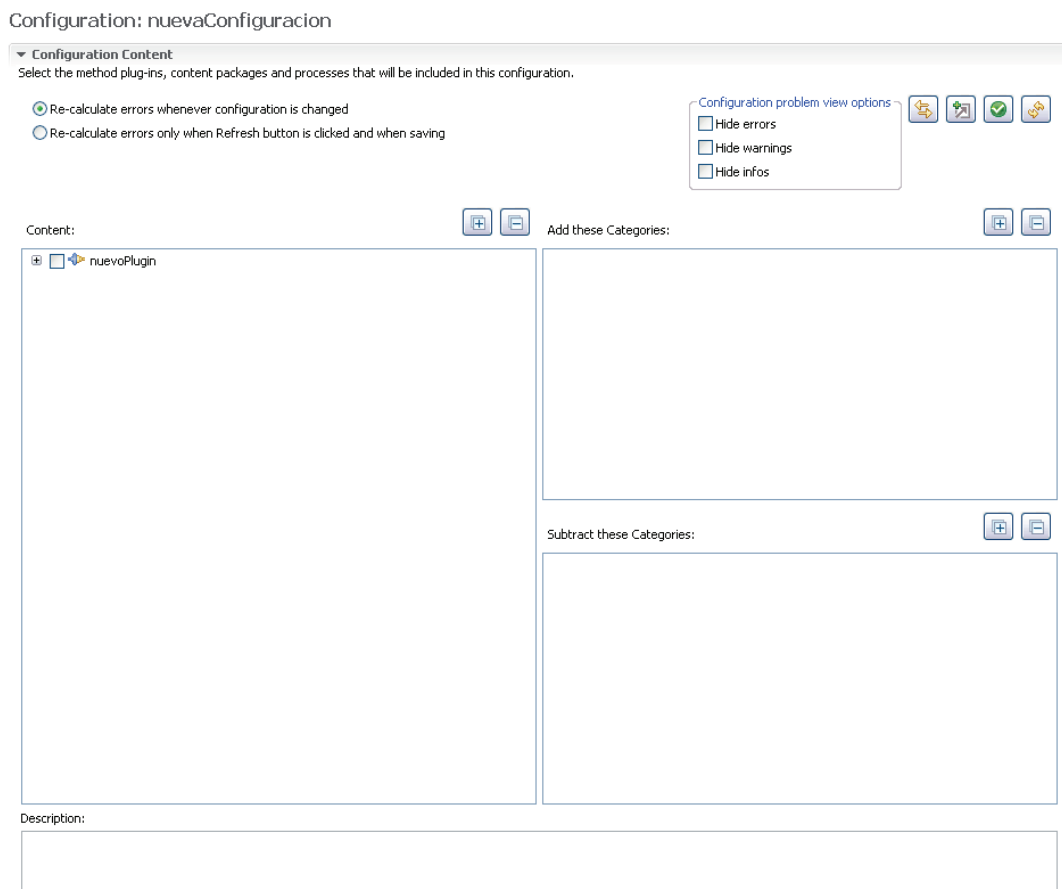 Configuration: nuevaConfiguracion
Configuration Content
Select the method plug-ins, content packages and processes that will be included in this configuration.
Re-calculate errors whenever configuration is changed
Re-calculate errors only when Refresh button is clicked and when saving
Configuration problem view options
Hide errors
Hide warnings
Hide infos
Content:
nuevoPlugin
Add these Categories:
Subtract these Categories:
Description: